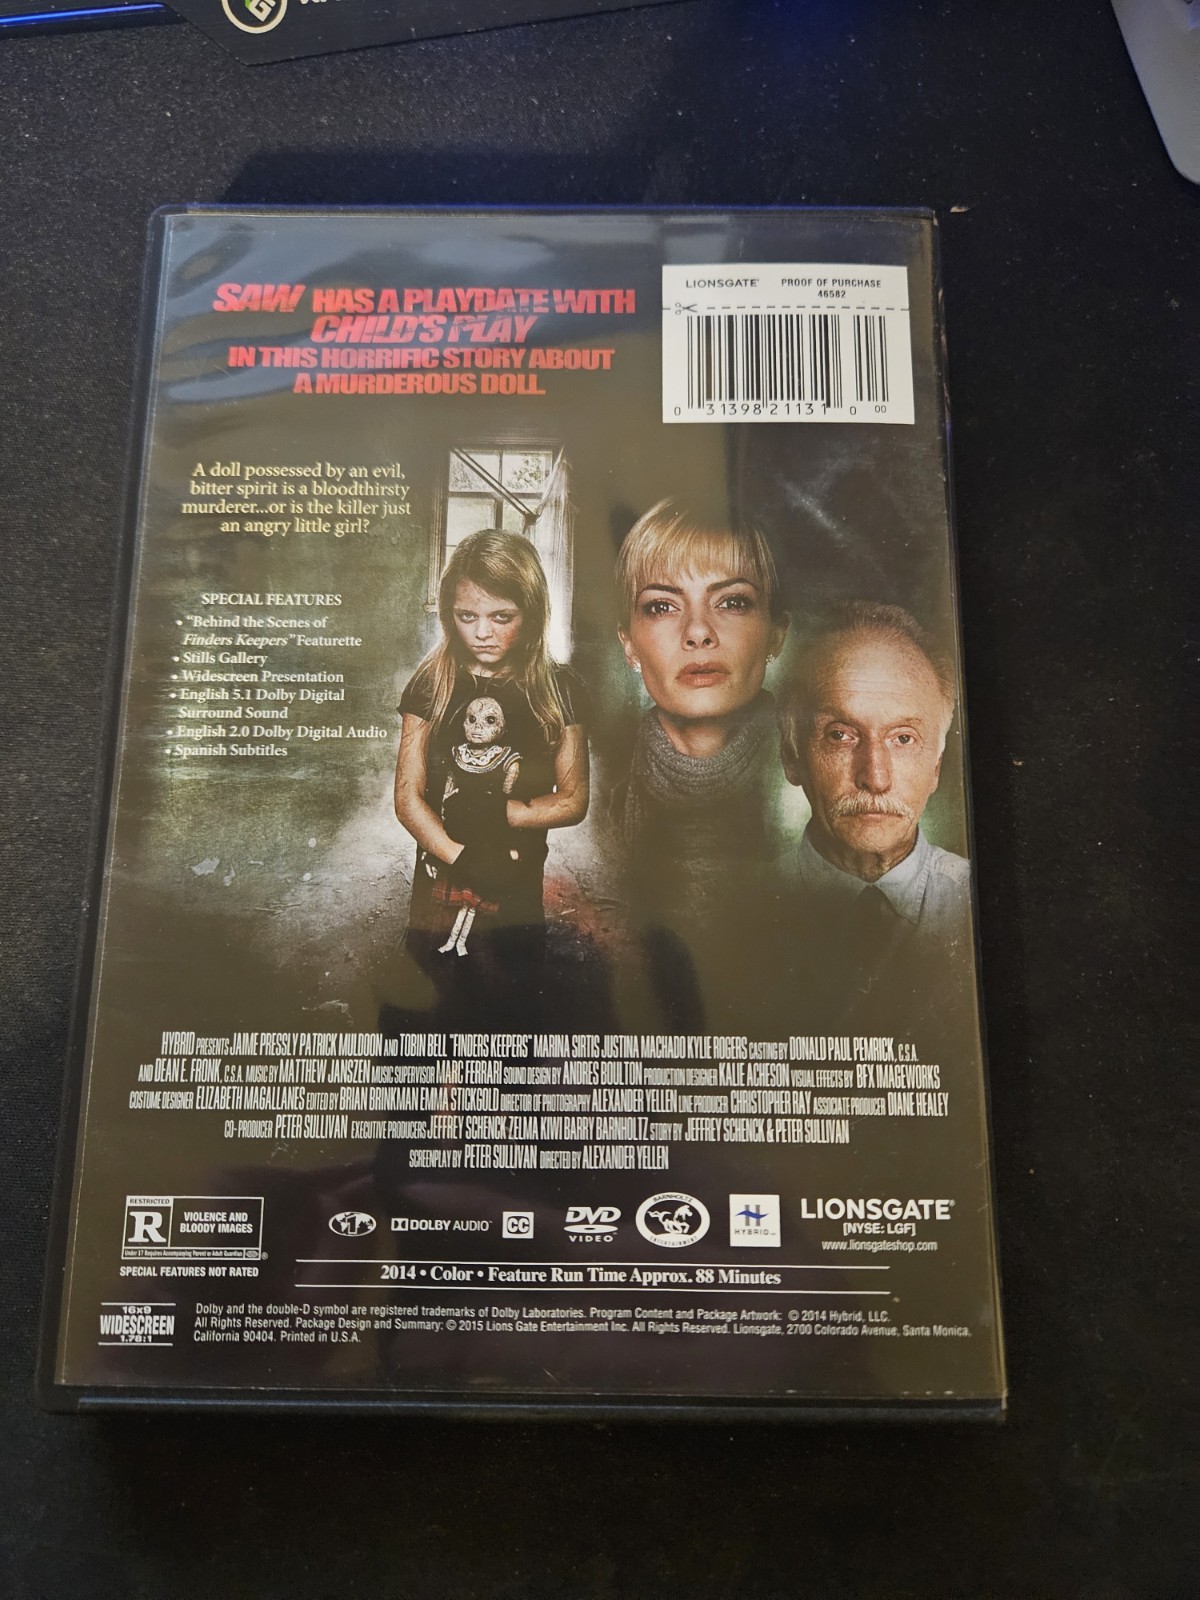 SAW HAS A PLAYDATE WITH
CHILD'S PLAY
IN THIS HORRIFIC STORY ABOUT
A MURDEROUS DOLL.
LIONSGATE® PROOF OF PURCHASE
46582
0 31398 21131 0 00
A doll possessed by an evil,
bitter spirit is a bloodthirsty
murderer...or is the killer just
an angry little girl?
SPECIAL FEATURES
• "Behind the Scenes of
Finders Keepers" Featurette
• Stills Gallery
• Widescreen Presentation
• English 5.1 Dolby Digital
Surround Sound
• English 2.0 Dolby Digital Audio
• Spanish Subtitles
HYBRID PRESENTS JAIME PRESSLY PATRICK MULDOON AND TOBIN BELL "FINDERS KEEPERS" MARINA SIRTIS JUSTINA MACHADO KYLIE ROGERS CASTING BY DONALD PAUL PEMRICK, C.S.A.
AND DEAN E. FRONK, C.S.A. MUSIC BY MATTHEW JANSZEN MUSIC SUPERVISOR MARC FERRARI SOUND DESIGN BY ANDRES BOULTON PRODUCTION DESIGNER KALIE ACHESON VISUAL EFFECTS BY BFX IMAGEWORKS
COSTUME DESIGNER ELIZABETH MAGALLANES EDITED BY BRIAN BRINKMAN EMMA STICKGOLD DIRECTOR OF PHOTOGRAPHY ALEXANDER YELLEN LINE PRODUCER CHRISTOPHER RAY ASSOCIATE PRODUCER DIANE HEALEY
CO-PRODUCER PETER SULLIVAN EXECUTIVE PRODUCERS JEFFREY SCHENCK ZELMA KIWI BARRY BARNHOLTZ STORY BY JEFFREY SCHENCK & PETER SULLIVAN
SCREENPLAY BY PETER SULLIVAN DIRECTED BY ALEXANDER YELLEN
RESTRICTED
R VIOLENCE AND
BLOODY IMAGES
Under 17 Requires Accompanying Parent or Adult Guardian ®
SPECIAL FEATURES NOT RATED
1
DOLBY AUDIO™
CC
DVD
VIDEO™
BARNHOLTZ
ENTERTAINMENT
H
HYBRID
LIONSGATE®
[NYSE: LGF]
www.lionsgateshop.com
2014 • Color • Feature Run Time Approx. 88 Minutes
16x9
WIDESCREEN
1.78:1
Dolby and the double-D symbol are registered trademarks of Dolby Laboratories. Program Content and Package Artwork: © 2014 Hybrid, LLC.
All Rights Reserved. Package Design and Summary: © 2015 Lions Gate Entertainment Inc. All Rights Reserved. Lionsgate, 2700 Colorado Avenue, Santa Monica,
California 90404. Printed in U.S.A.